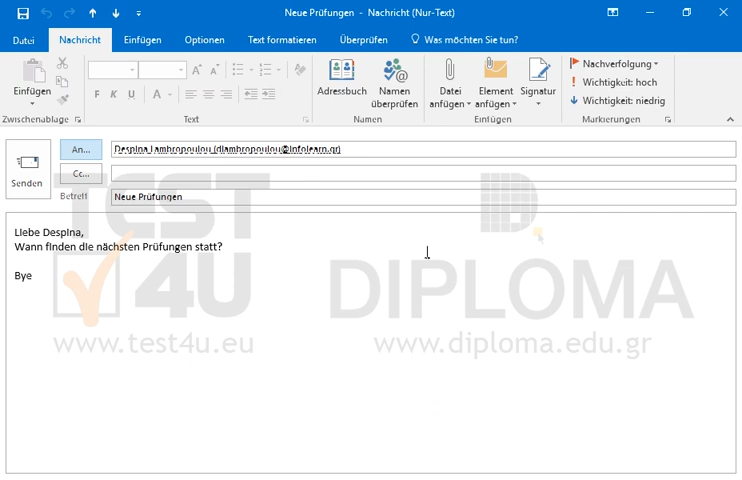 Neue Prüfungen - Nachricht (Nur-Text)
Datei Nachricht Einfügen Optionen Text formatieren Überprüfen Was möchten Sie tun?
Einfügen
Zwischenablage
F K U A
Text
Adressbuch Namen überprüfen
Namen
Datei anfügen Element anfügen Signatur
Einfügen
Nachverfolgung
Wichtigkeit: hoch
Wichtigkeit: niedrig
Markierungen
Senden
An... Despina Lambropoulou (dlambropoulou@infolearn.gr)
Cc...
Betreff Neue Prüfungen
Liebe Despina,
Wann finden die nächsten Prüfungen statt?
Bye
TEST
4U
www.test4u.eu
DIPLOMA
www.diploma.edu.gr